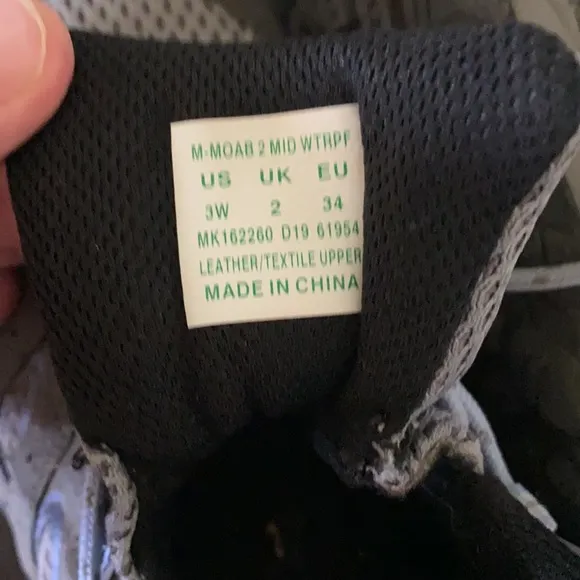 M-MOAB 2 MID WTRPF
US UK EU
3W 2 34
MK162260 D19 61954
LEATHER/TEXTILE UPPER
MADE IN CHINA